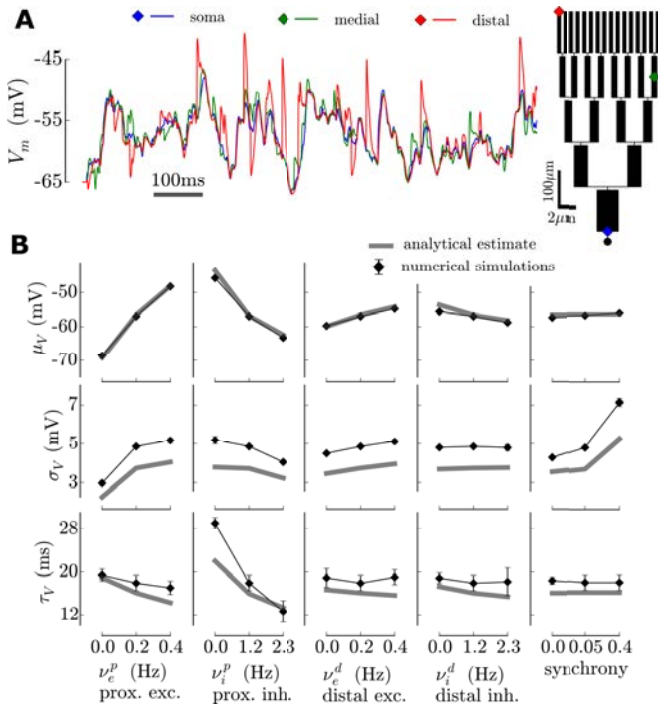 A
soma
medial
distal
V_m (mV)
-45
-55
-65
100ms
100μm
2μm
B
analytical estimate
numerical simulations
μ_V (mV)
-50
-60
-70
σ_V (mV)
7
5
3
τ_V (ms)
28
20
12
0.0 0.2 0.4
0.0 1.2 2.3
0.0 0.2 0.4
0.0 1.2 2.3
0.0 0.05 0.4
ν_e^p (Hz)
prox. exc.
ν_i^p (Hz)
prox. inh.
ν_e^d (Hz)
distal exc.
ν_i^d (Hz)
distal inh.
synchrony